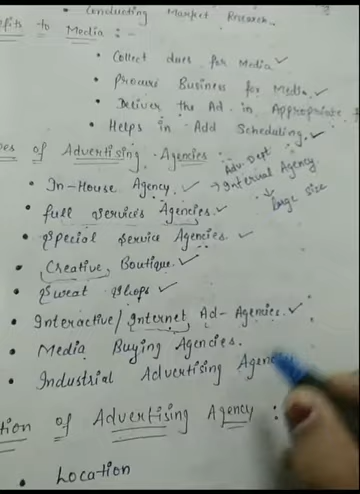 • Conducting Market Research.
efits to Media : -
• Collect dues for Media ✓
• Procure Business for Media. ✓
• Deliver the Ad in Appropriate
• Helps in Add Scheduling. ✓
es of Advertising Agencies :
Adv. Dept
• In-House Agency. ✓ → Internal Agency
↓
Large size
• full services Agencies. ✓
• Special Service Agencies. ✓
• Creative Boutique. ✓
• Sweat Shops ✓
• Interactive/Internet Ad-Agencies. ✓
• Media Buying Agencies.
• Industrial Advertising Agen
tion of Advertising Agency :
• Location